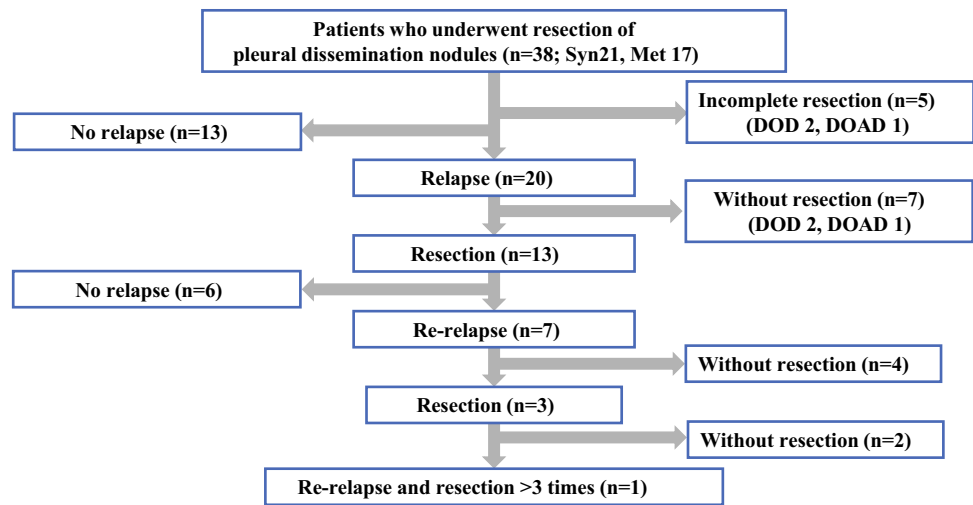 Patients who underwent resection of
pleural dissemination nodules (n=38; Syn21, Met 17)
Incomplete resection (n=5)
(DOD 2, DOAD 1)
No relapse (n=13)
Relapse (n=20)
Without resection (n=7)
(DOD 2, DOAD 1)
Resection (n=13)
No relapse (n=6)
Re-relapse (n=7)
Without resection (n=4)
Resection (n=3)
Without resection (n=2)
Re-relapse and resection >3 times (n=1)